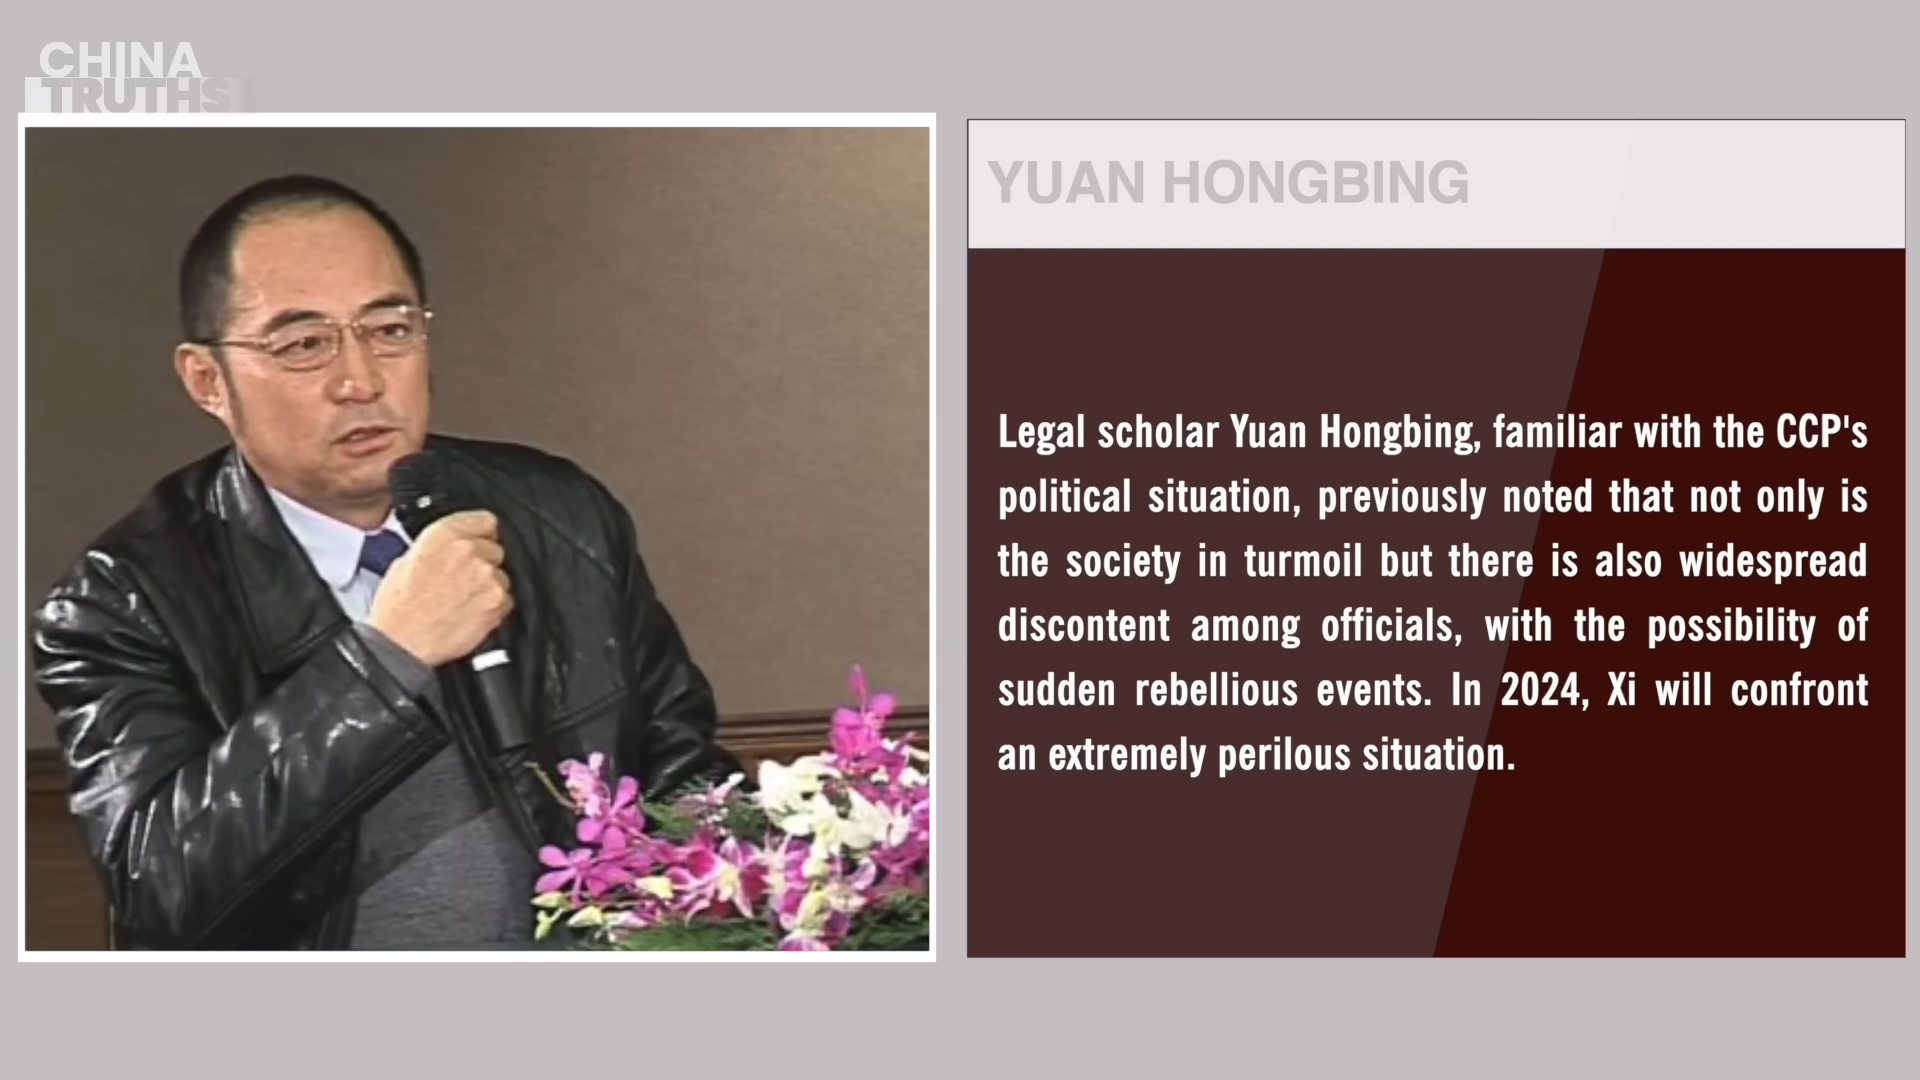 CHINA
TRUTHS
YUAN HONGBING
Legal scholar Yuan Hongbing, familiar with the CCP's
political situation, previously noted that not only is
the society in turmoil but there is also widespread
discontent among officials, with the possibility of
sudden rebellious events. In 2024, Xi will confront
an extremely perilous situation.